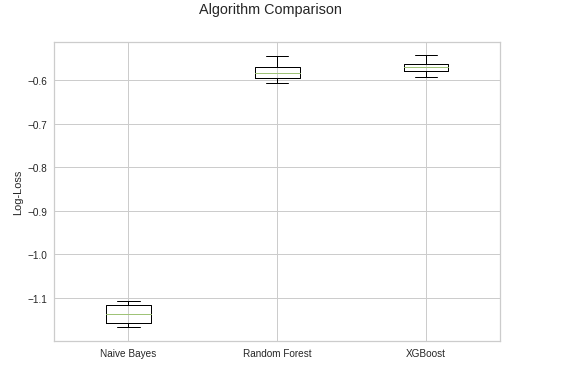 Algorithm Comparison
−0.6
−0.7
−0.8
−0.9
−1.0
−1.1
Log-Loss
Naive Bayes
Random Forest
XGBoost